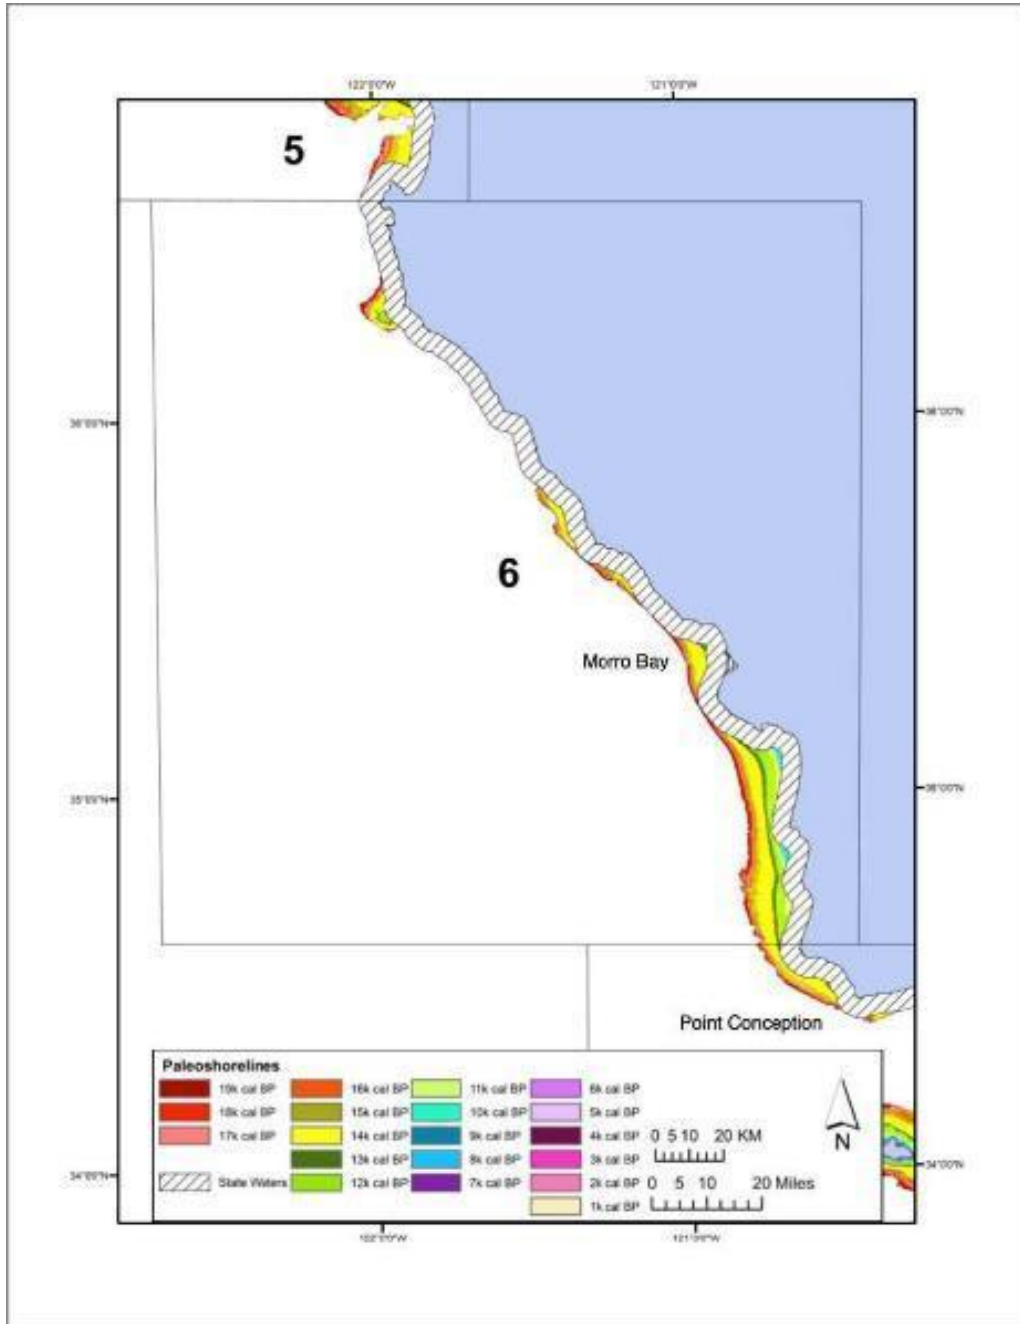 122°0'0"W 121°0'0"W
5
36°0'0"N 36°0'0"N
6
Morro Bay
35°0'0"N 35°0'0"N
Point Conception
Paleoshorelines
19k cal BP 16k cal BP 11k cal BP 6k cal BP
18k cal BP 15k cal BP 10k cal BP 5k cal BP
17k cal BP 14k cal BP 9k cal BP 4k cal BP 0 5 10 20 KM
13k cal BP 8k cal BP 3k cal BP
State Waters 12k cal BP 7k cal BP 2k cal BP 0 5 10 20 Miles
1k cal BP
N
34°0'0"N 34°0'0"N
122°0'0"W 121°0'0"W